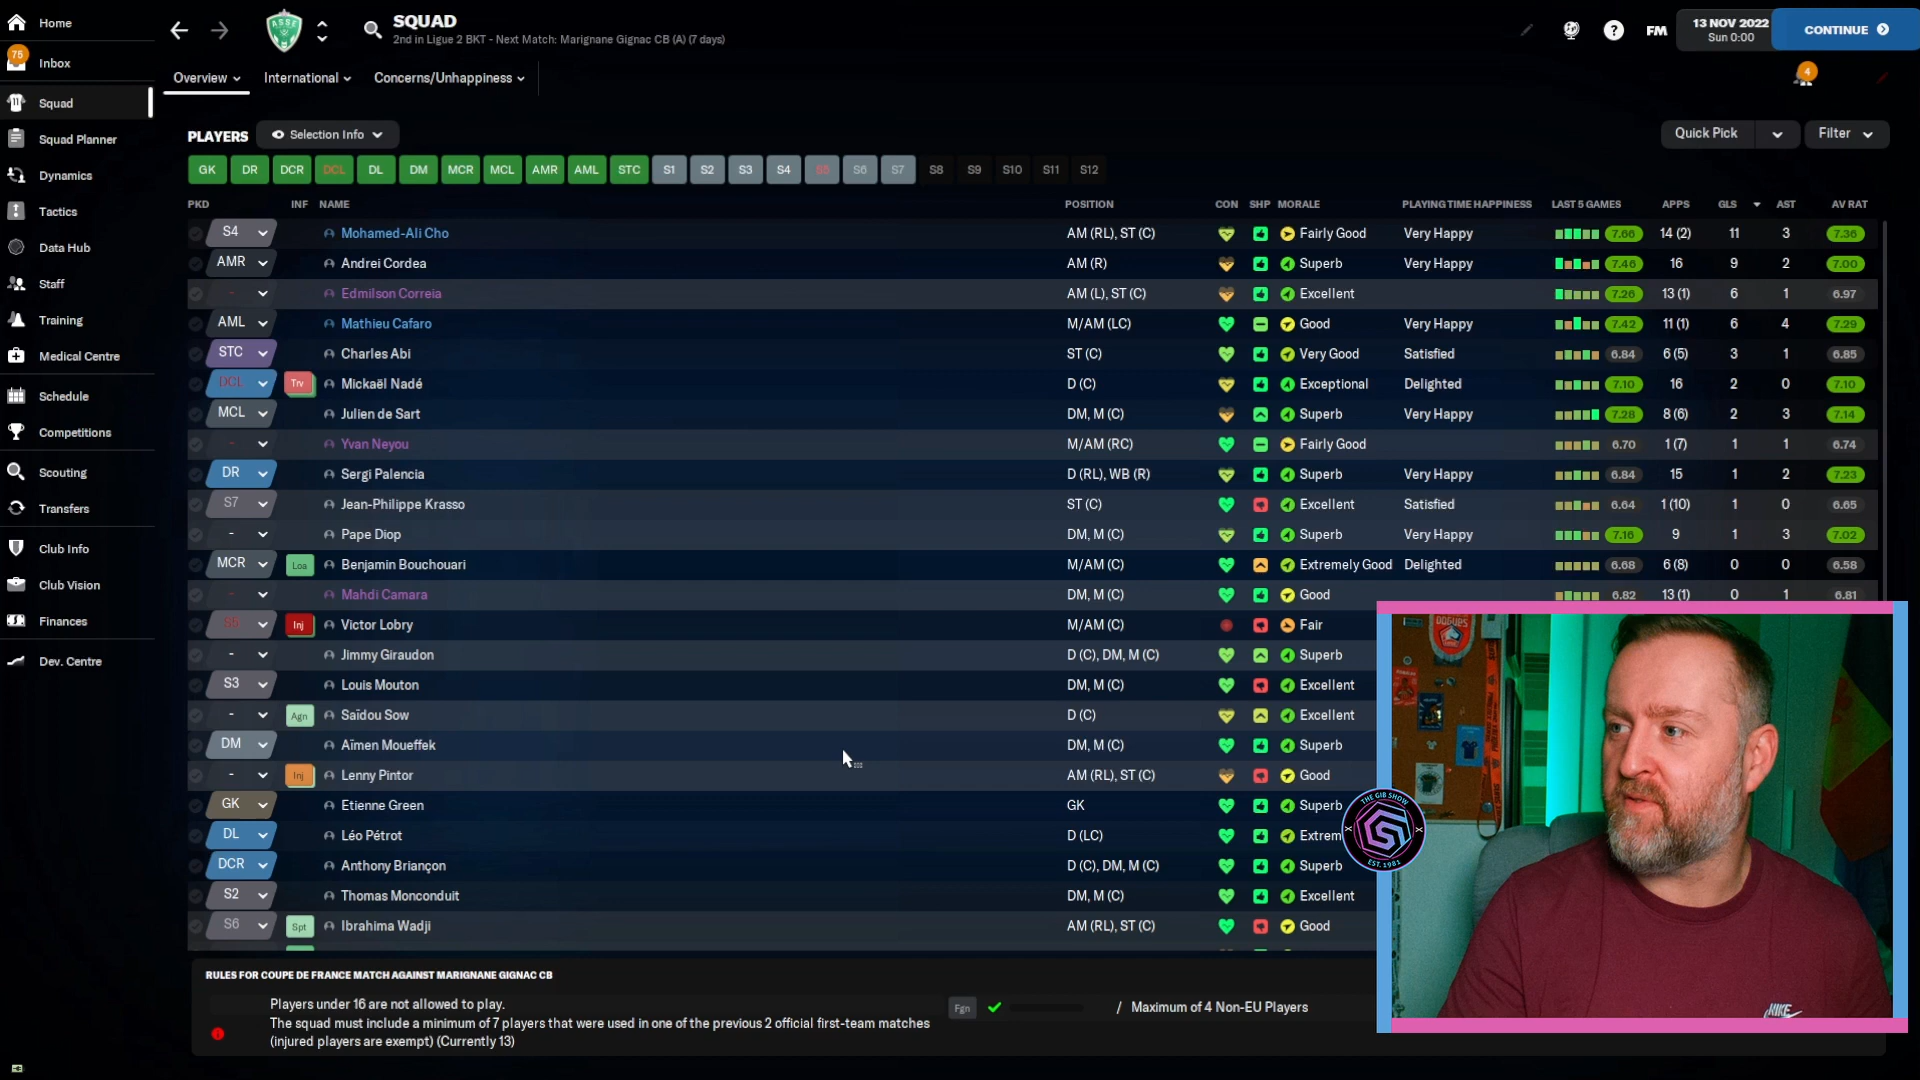 Home
75
Inbox
Squad
Squad Planner
Dynamics
Tactics
Data Hub
Staff
Training
Medical Centre
Schedule
Competitions
Scouting
Transfers
Club Info
Club Vision
Finances
Dev. Centre
ASSE
SQUAD
2nd in Ligue 2 BKT - Next Match: Marignane Gignac CB (A) (7 days)
?
FM
13 NOV 2022
Sun 0:00
CONTINUE
Overview International Concerns/Unhappiness
4
PLAYERS Selection Info
Quick Pick Filter
GK DR DCR DCL DL DM MCR MCL AMR AML STC S1 S2 S3 S4 S5 S6 S7 S8 S9 S10 S11 S12
PKD INF NAME POSITION CON SHP MORALE PLAYING TIME HAPPINESS LAST 5 GAMES APPS GLS AST AV RAT
S4 Mohamed-Ali Cho AM (RL), ST (C) Fairly Good Very Happy 7.66 14 (2) 11 3 7.36
AMR Andrei Cordea AM (R) Superb Very Happy 7.46 16 9 2 7.00
- Edmilson Correia AM (L), ST (C) Excellent 7.26 13 (1) 6 1 6.97
AML Mathieu Cafaro M/AM (LC) Good Very Happy 7.42 11 (1) 6 4 7.29
STC Charles Abi ST (C) Very Good Satisfied 6.84 6 (5) 3 1 6.85
DCL Trv Mickaël Nadé D (C) Exceptional Delighted 7.10 16 2 0 7.10
MCL Julien de Sart DM, M (C) Superb Very Happy 7.28 8 (6) 2 3 7.14
- Yvan Neyou M/AM (RC) Fairly Good 6.70 1 (7) 1 1 6.74
DR Sergi Palencia D (RL), WB (R) Superb Very Happy 6.84 15 1 2 7.23
S7 Jean-Philippe Krasso ST (C) Excellent Satisfied 6.64 1 (10) 1 0 6.65
- Pape Diop DM, M (C) Superb Very Happy 7.16 9 1 3 7.02
MCR Loa Benjamin Bouchouari M/AM (C) Extremely Good Delighted 6.68 6 (8) 0 0 6.58
- Mahdi Camara DM, M (C) Good 6.82 13 (1) 0 1 6.81
S5 Inj Victor Lobry M/AM (C) Fair
- Jimmy Giraudon D (C), DM, M (C) Superb
S3 Louis Mouton DM, M (C) Excellent
- Agn Saïdou Sow D (C) Excellent
DM Aïmen Moueffek DM, M (C) Superb
- Inj Lenny Pintor AM (RL), ST (C) Good
GK Etienne Green GK Superb
DL Léo Pétrot D (LC) Extrem
DCR Anthony Briançon D (C), DM, M (C) Superb
S2 Thomas Monconduit DM, M (C) Excellent
S6 Spt Ibrahima Wadji AM (RL), ST (C) Good
RULES FOR COUPE DE FRANCE MATCH AGAINST MARIGNANE GIGNAC CB
Players under 16 are not allowed to play.
The squad must include a minimum of 7 players that were used in one of the previous 2 official first-team matches
(injured players are exempt) (Currently 13)
Fgn / Maximum of 4 Non-EU Players
DOGUES
THE GIB SHOW
EST. 1981
NIKE